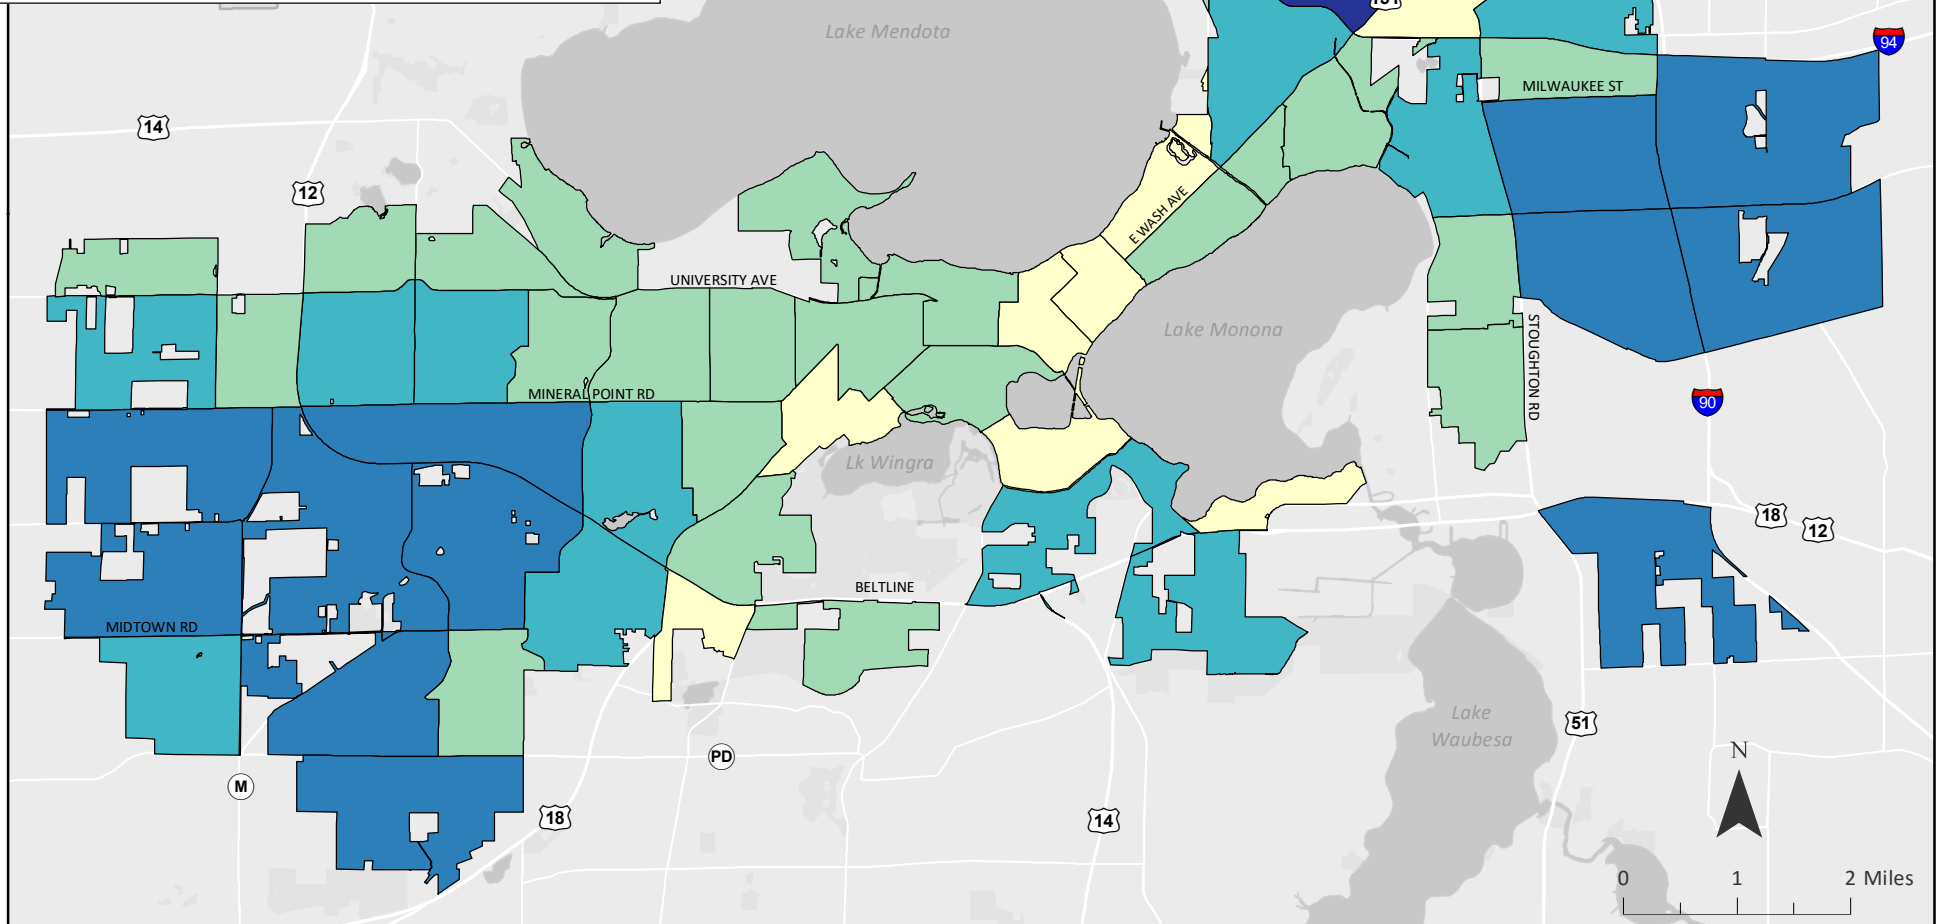 151
Lake Mendota
94
MILWAUKEE ST
14
12
E WASH AVE
UNIVERSITY AVE
Lake Monona
STOUGHTON RD
MINERAL POINT RD
90
Lk Wingra
18
12
BELTLINE
MIDTOWN RD
Lake
Waubesa
51
N
PD
M
18
14
0 1 2 Miles